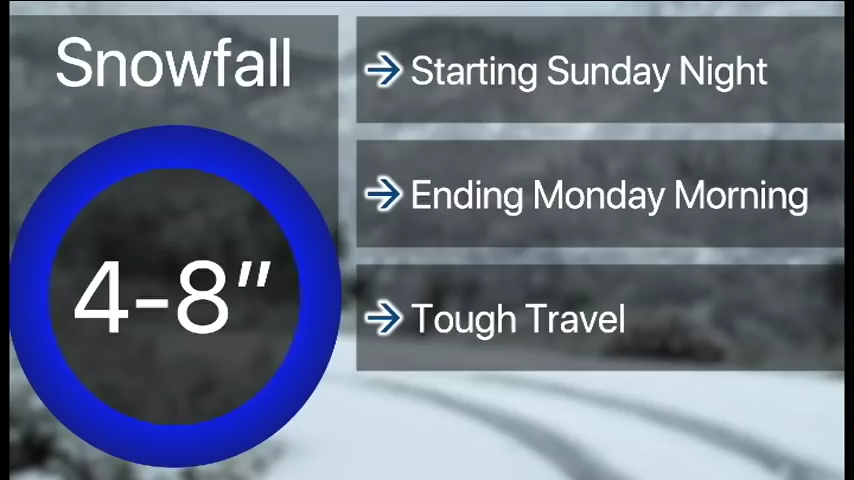 Snowfall
4-8"
Starting Sunday Night
Ending Monday Morning
Tough Travel